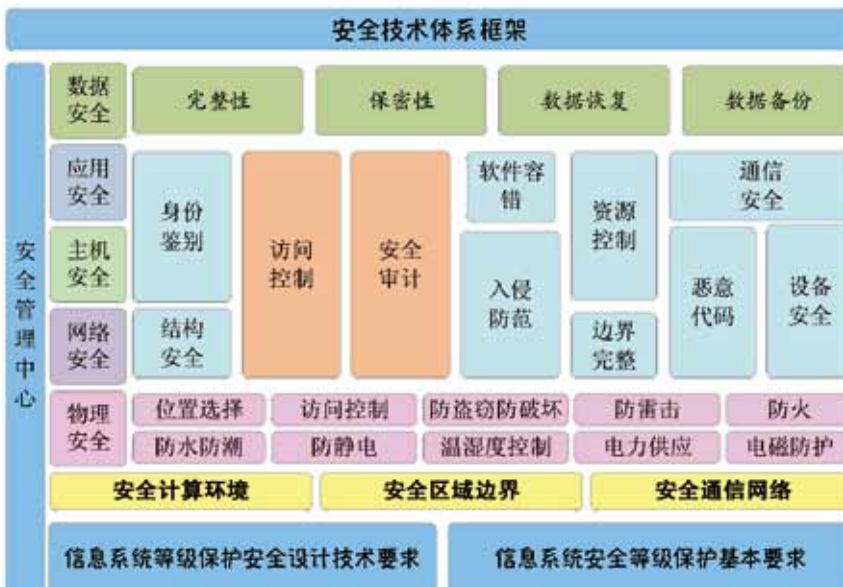 安全技术体系框架
安全管理中心
数据
安全
完整性
保密性
数据恢复
数据备份
应用
安全
主机
安全
网络
安全
身份
鉴别
结构
安全
访问
控制
安全
审计
软件容
错
入侵
防范
资源
控制
边界
完整
通信
安全
恶意
代码
设备
安全
物理
安全
位置选择
访问控制
防盗窃防破坏
防雷击
防火
防水防潮
防静电
温湿度控制
电力供应
电磁防护
安全计算环境
安全区域边界
安全通信网络
信息系统等级保护安全设计技术要求
信息系统安全等级保护基本要求